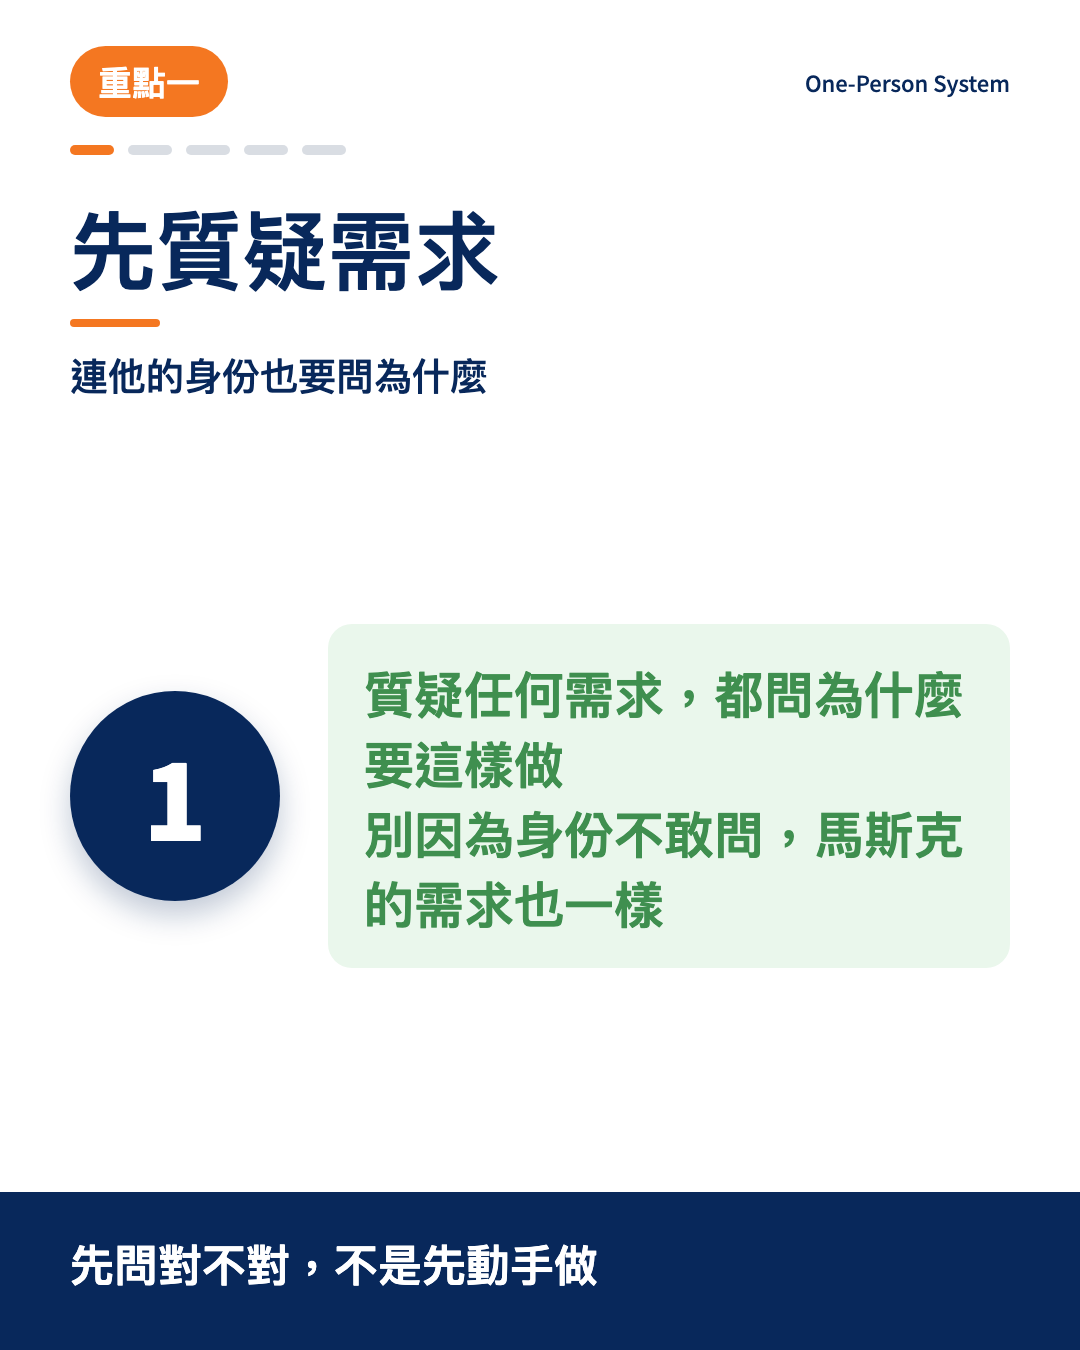 重點一
One-Person System
先質疑需求
連他的身份也要問為什麼
1
質疑任何需求，都問為什麼
要這樣做
別因為身份不敢問，馬斯克
的需求也一樣
先問對不對，不是先動手做